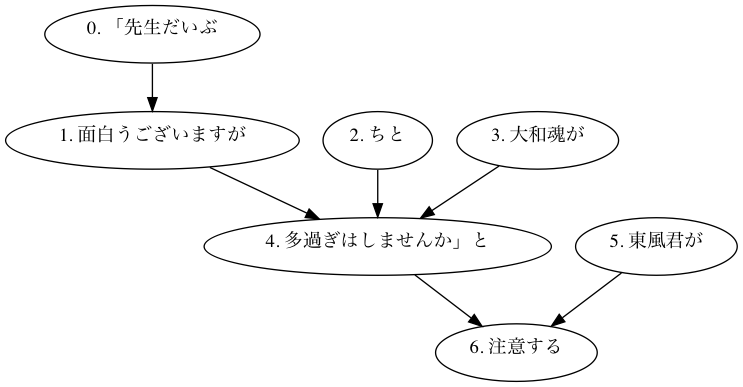 0. 「先生だいぶ
1. 面白うございますが
2. ちと
3. 大和魂が
4. 多過ぎはしませんか」と
5. 東風君が
6. 注意する